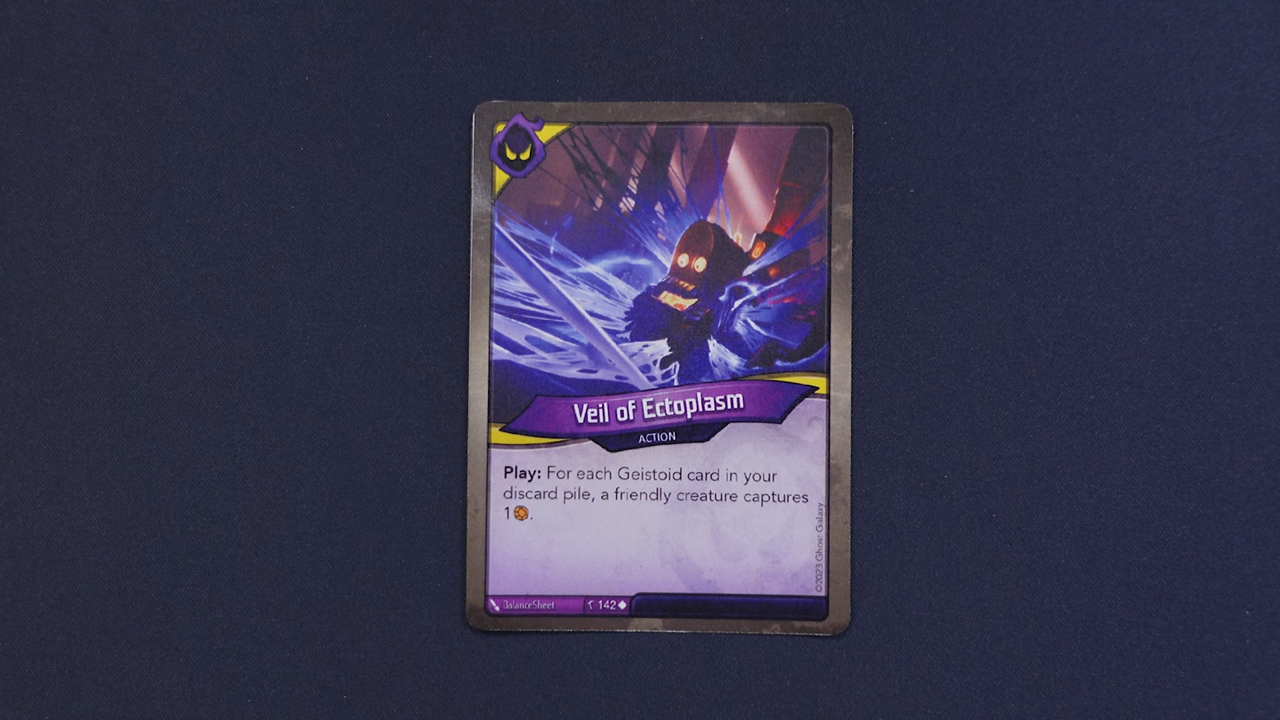 Veil of Ectoplasm
ACTION
Play: For each Geistoid card in your
discard pile, a friendly creature captures
1.
©2023 Ghost Galaxy
BalanceSheet
142